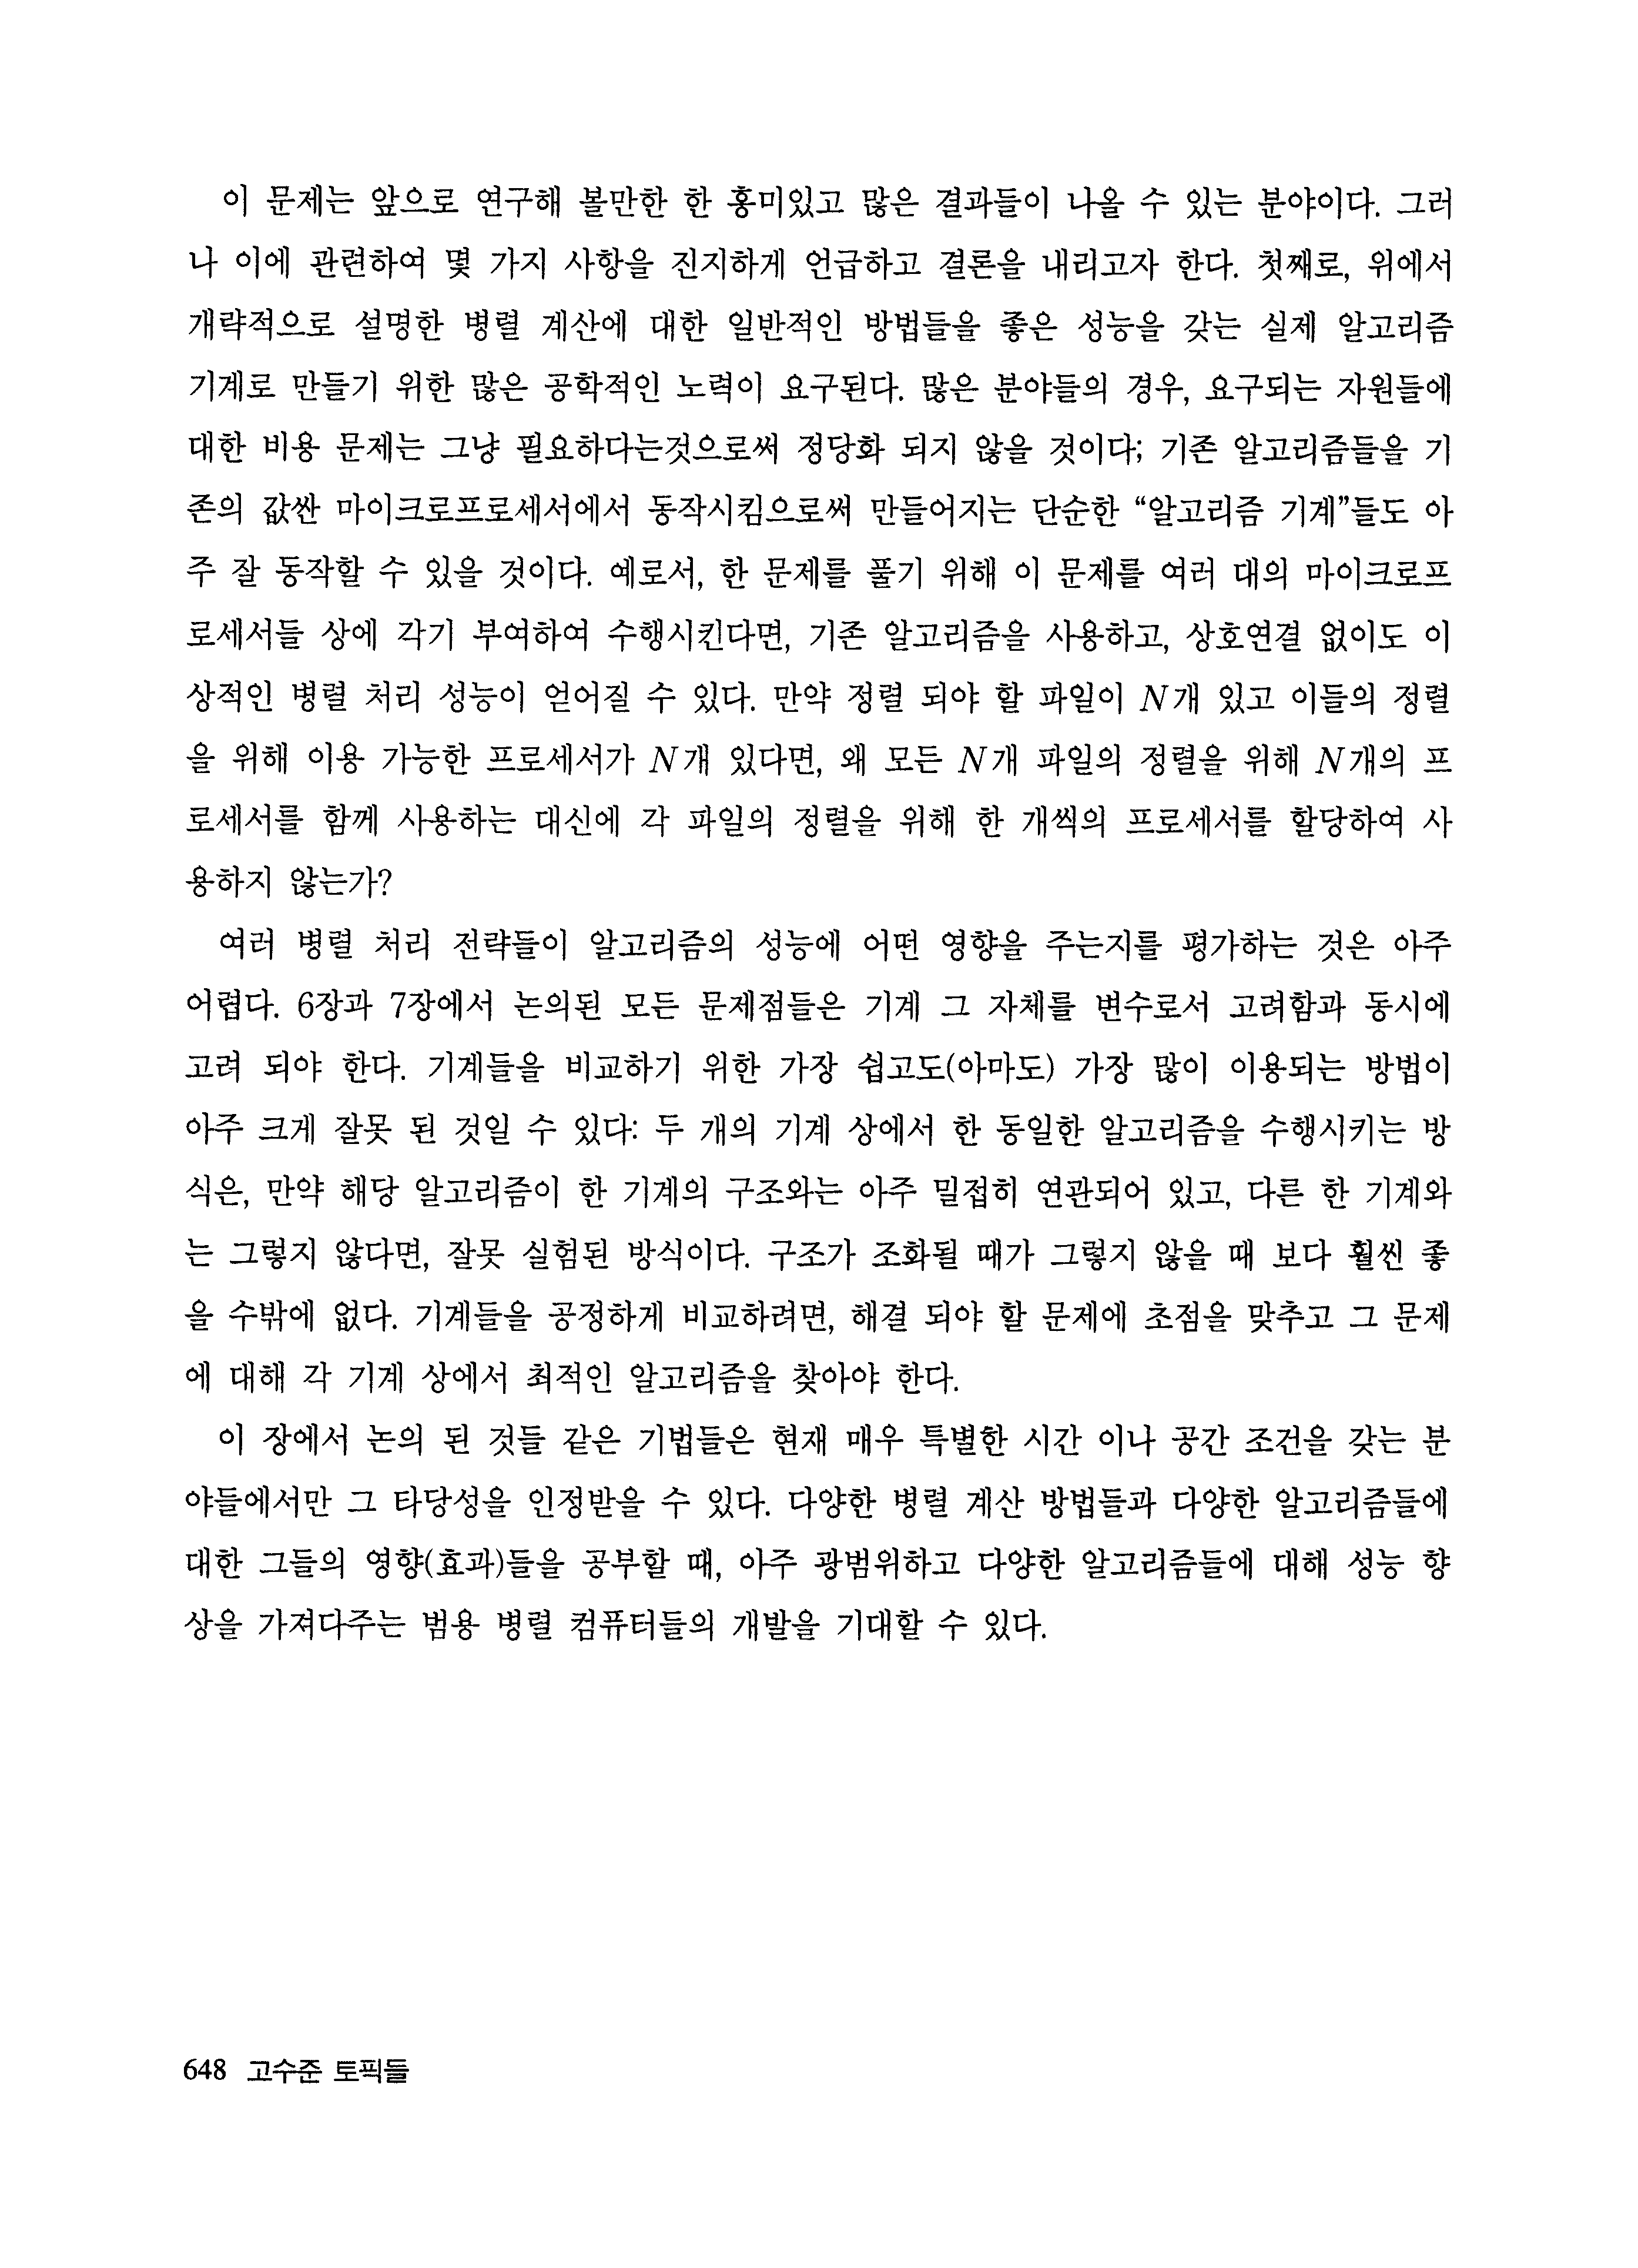 이 문제는 앞으로 연구해 볼만한 한 흥미있고 많은 결과들이 나올 수 있는 분야이다. 그러
나 이에 관련하여 몇 가지 사항을 진지하게 언급하고 결론을 내리고자 한다. 첫째로, 위에서
개략적으로 설명한 병렬 계산에 대한 일반적인 방법들을 좋은 성능을 갖는 실제 알고리즘
기계로 만들기 위한 많은 공학적인 노력이 요구된다. 많은 분야들의 경우, 요구되는 자원들에
대한 비용 문제는 그냥 필요하다는것으로써 정당화 되지 않을 것이다; 기존 알고리즘들을 기
존의 값싼 마이크로프로세서에서 동작시킴으로써 만들어지는 단순한 “알고리즘 기계”들도 아
주 잘 동작할 수 있을 것이다. 예로서, 한 문제를 풀기 위해 이 문제를 여러 대의 마이크로프
로세서들 상에 각기 부여하여 수행시킨다면, 기존 알고리즘을 사용하고, 상호연결 없이도 이
상적인 병렬 처리 성능이 얻어질 수 있다. 만약 정렬 되야 할 파일이 N개 있고 이들의 정렬
을 위해 이용 가능한 프로세서가 N개 있다면, 왜 모든 N개 파일의 정렬을 위해 N개의 프
로세서를 함께 사용하는 대신에 각 파일의 정렬을 위해 한 개씩의 프로세서를 할당하여 사
용하지 않는가?
여러 병렬 처리 전략들이 알고리즘의 성능에 어떤 영향을 주는지를 평가하는 것은 아주
어렵다. 6장과 7장에서 논의된 모든 문제점들은 기계 그 자체를 변수로서 고려함과 동시에
고려 되야 한다. 기계들을 비교하기 위한 가장 쉽고도(아마도) 가장 많이 이용되는 방법이
아주 크게 잘못 된 것일 수 있다: 두 개의 기계 상에서 한 동일한 알고리즘을 수행시키는 방
식은, 만약 해당 알고리즘이 한 기계의 구조와는 아주 밀접히 연관되어 있고, 다른 한 기계와
는 그렇지 않다면, 잘못 실험된 방식이다. 구조가 조화될 때가 그렇지 않을 때 보다 훨씬 좋
을 수밖에 없다. 기계들을 공정하게 비교하려면, 해결 되야 할 문제에 초점을 맞추고 그 문제
에 대해 각 기계 상에서 최적인 알고리즘을 찾아야 한다.
이 장에서 논의 된 것들 같은 기법들은 현재 매우 특별한 시간 이나 공간 조건을 갖는 분
야들에서만 그 타당성을 인정받을 수 있다. 다양한 병렬 계산 방법들과 다양한 알고리즘들에
대한 그들의 영향(효과)들을 공부할 때, 아주 광범위하고 다양한 알고리즘들에 대해 성능 향
상을 가져다주는 범용 병렬 컴퓨터들의 개발을 기대할 수 있다.
648 고수준 토픽들